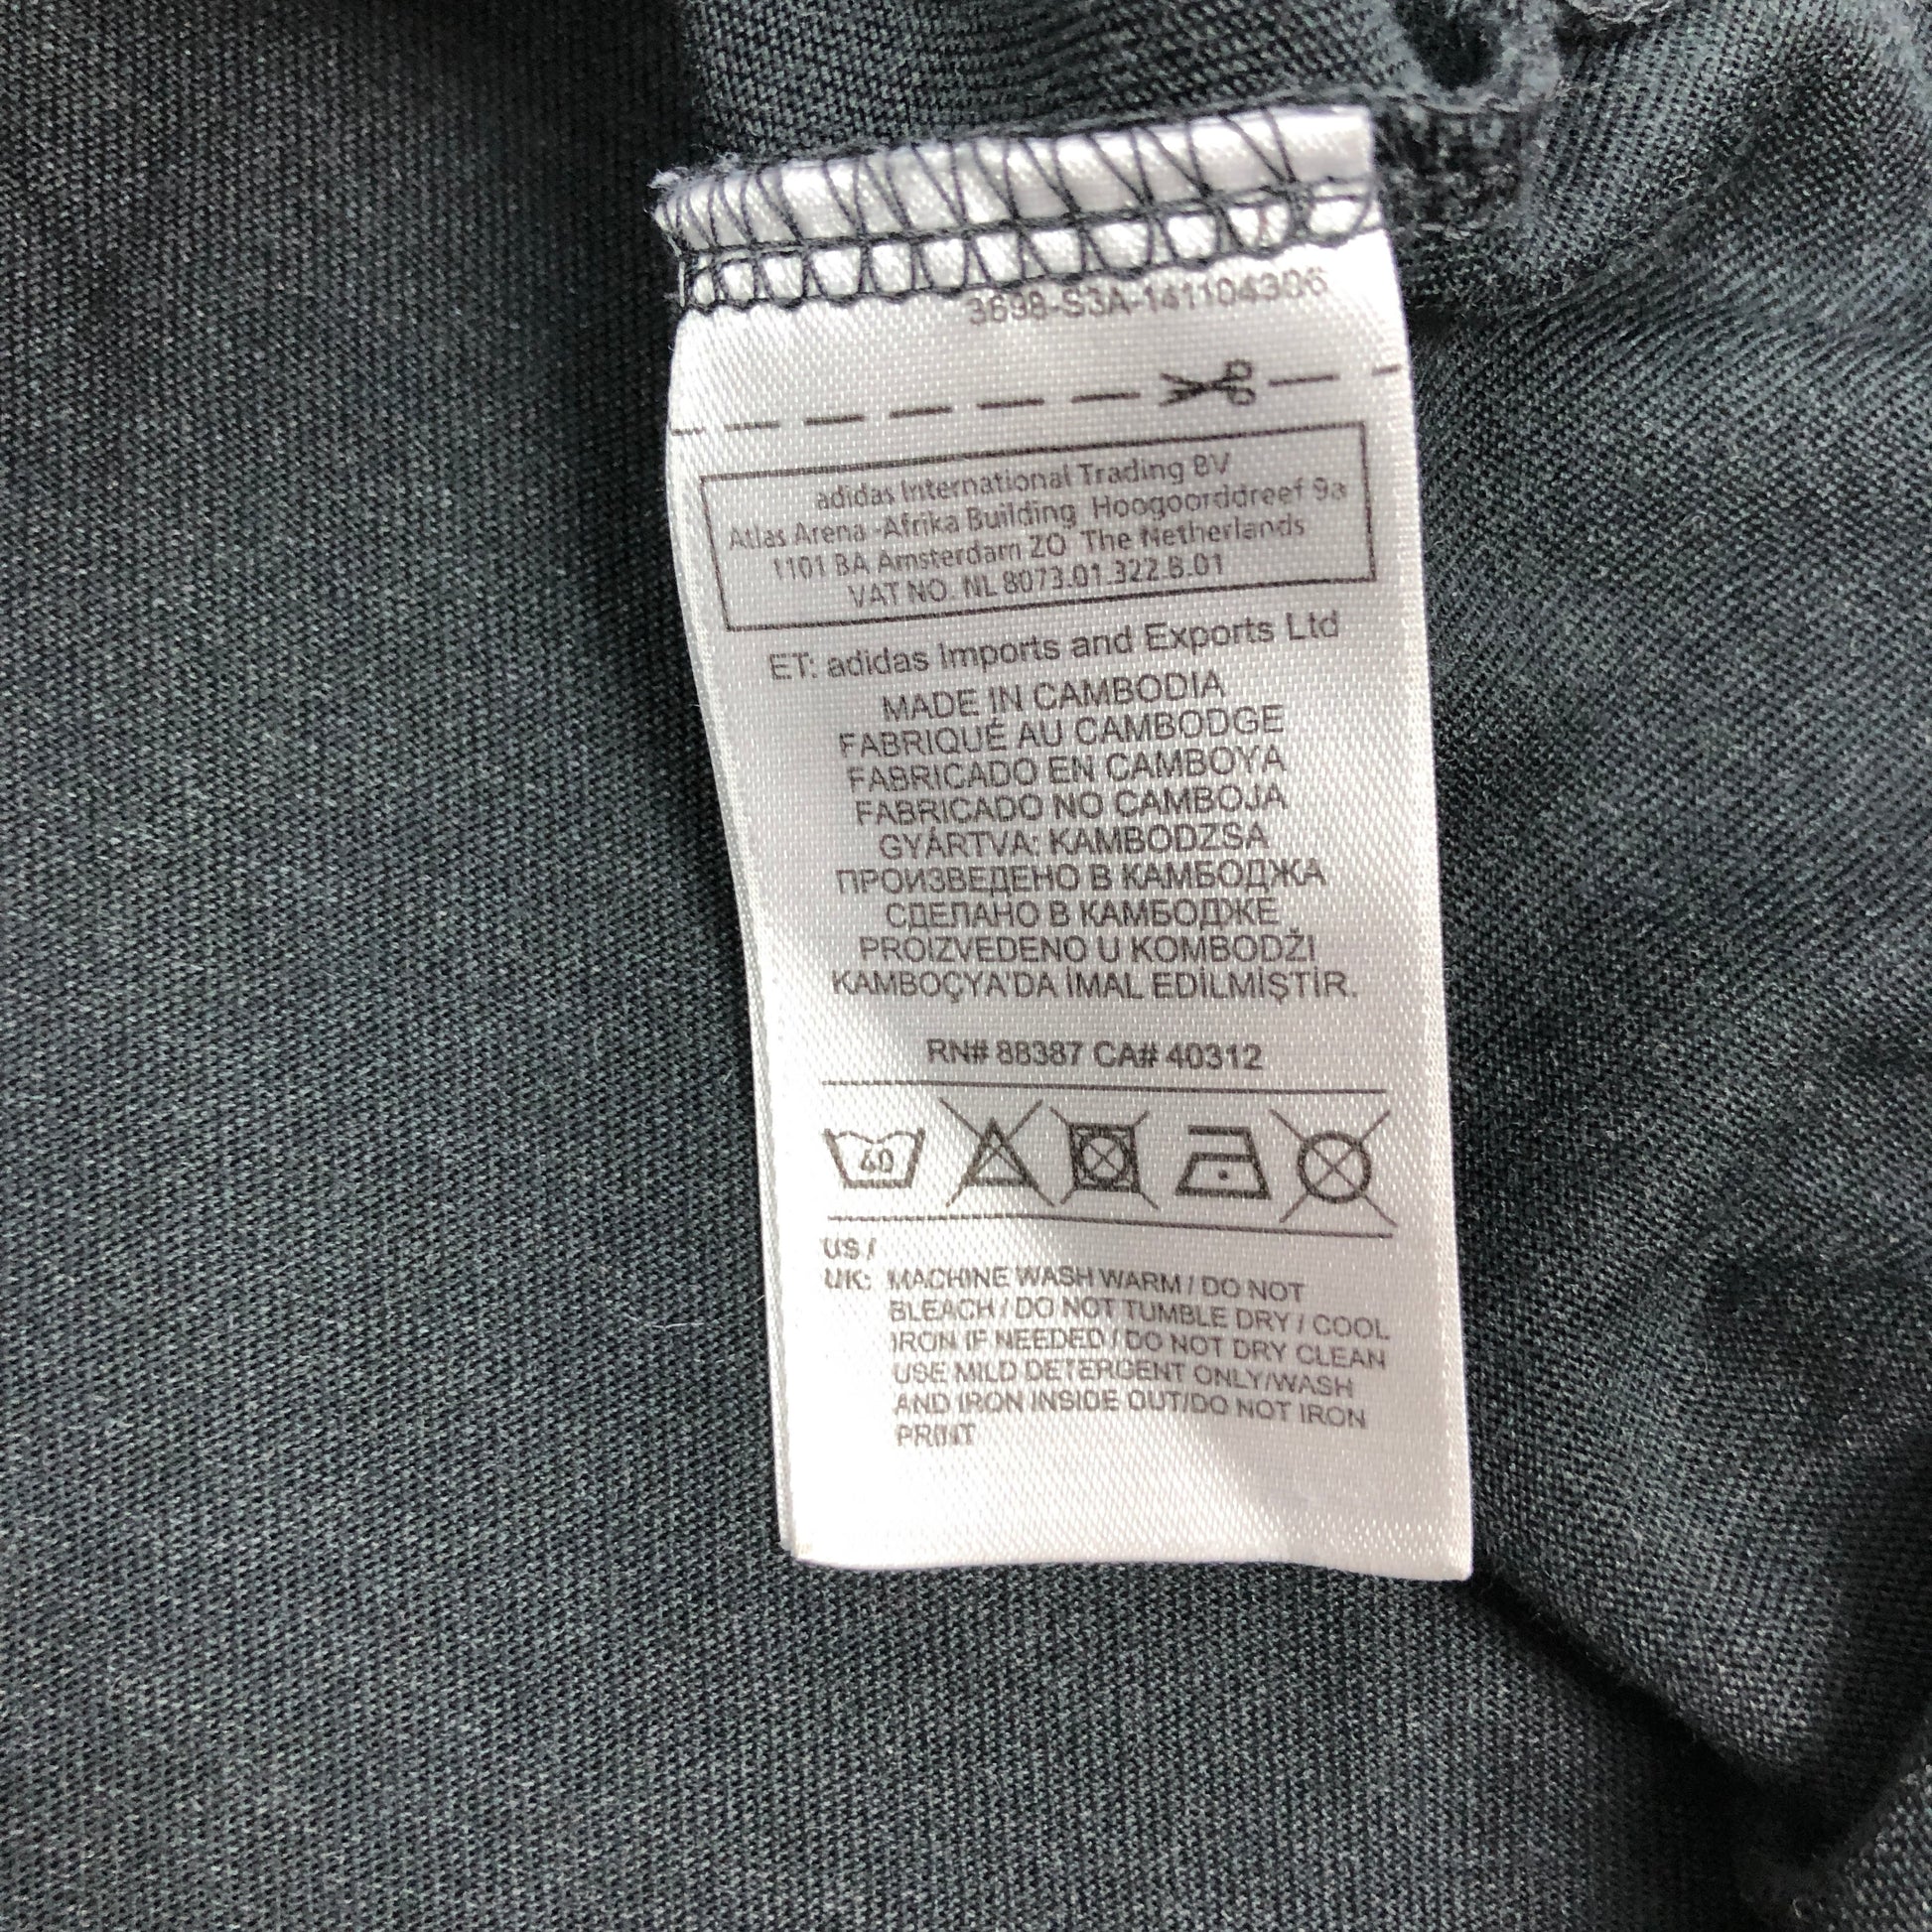 3698-S3A-141104306
adidas International Trading BV
Atlas Arena -Afrika Building Hoogoorddreef 9a
1101 BA Amsterdam ZO The Netherlands
VAT NO. NL 8073.01.322.B.01
ET: adidas Imports and Exports Ltd
MADE IN CAMBODIA
FABRIQUÉ AU CAMBODGE
FABRICADO EN CAMBOYA
FABRICADO NO CAMBOJA
GYÁRTVA: KAMBODZSA
ПРОИЗВЕДЕНО В КАМБОДЖА
СДЕЛАНО В КАМБОДЖЕ
PROIZVEDENO U KOMBODŽI
KAMBOÇYA'DA İMAL EDİLMİŞTİR.
RN# 88387 CA# 40312
40
US /
UK: MACHINE WASH WARM / DO NOT
BLEACH / DO NOT TUMBLE DRY / COOL
IRON IF NEEDED / DO NOT DRY CLEAN
USE MILD DETERGENT ONLY/WASH
AND IRON INSIDE OUT/DO NOT IRON
PRINT